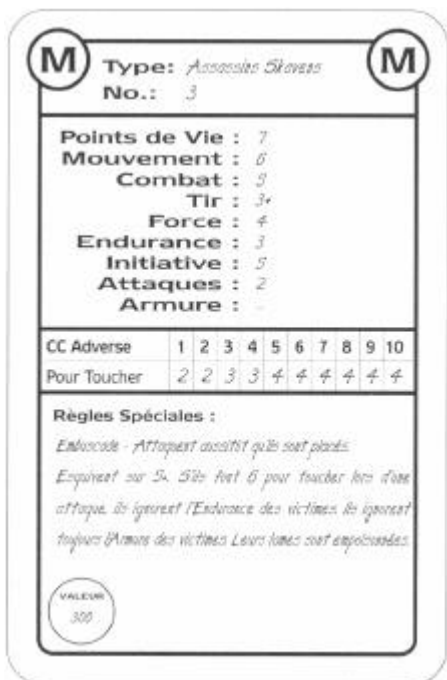 M M
Type: Assassins Skavens
No.: 3
Points de Vie : 7
Mouvement : 6
Combat : 5
Tir : 3+
Force : 4
Endurance : 3
Initiative : 5
Attaques : 2
Armure : -
CC Adverse 1 2 3 4 5 6 7 8 9 10
Pour Toucher 2 2 3 3 4 4 4 4 4 4
Règles Spéciales :
Embuscade - Attaquent aussitôt qu'ils sont placés.
Esquivent sur 5+. S'ils font 6 pour toucher lors d'une
attaque, ils ignorent l'Endurance des victimes. Ils ignorent
toujours l'Armure des victimes. Leurs lames sont empoisonnées.
VALEUR
300